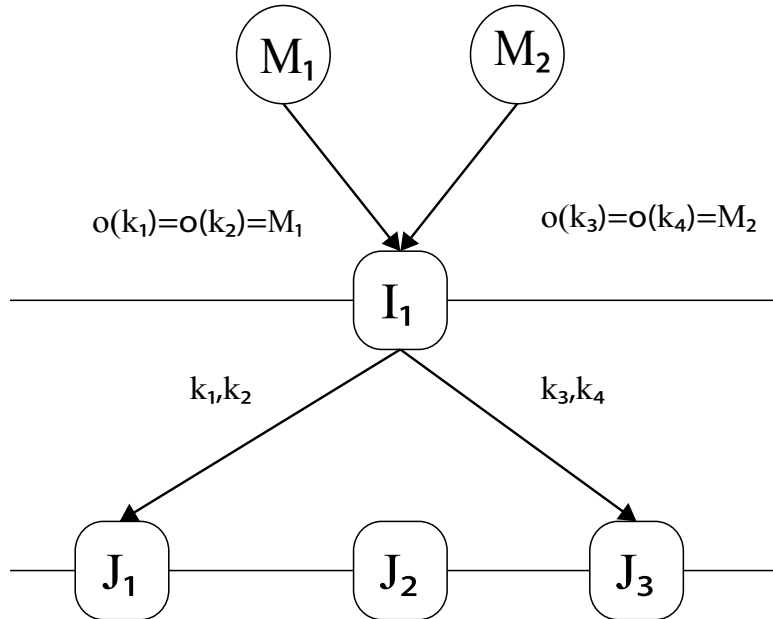 M₁ M₂
o(k₁)=o(k₂)=M₁ o(k₃)=o(k₄)=M₂
I₁
k₁,k₂ k₃,k₄
J₁ J₂ J₃